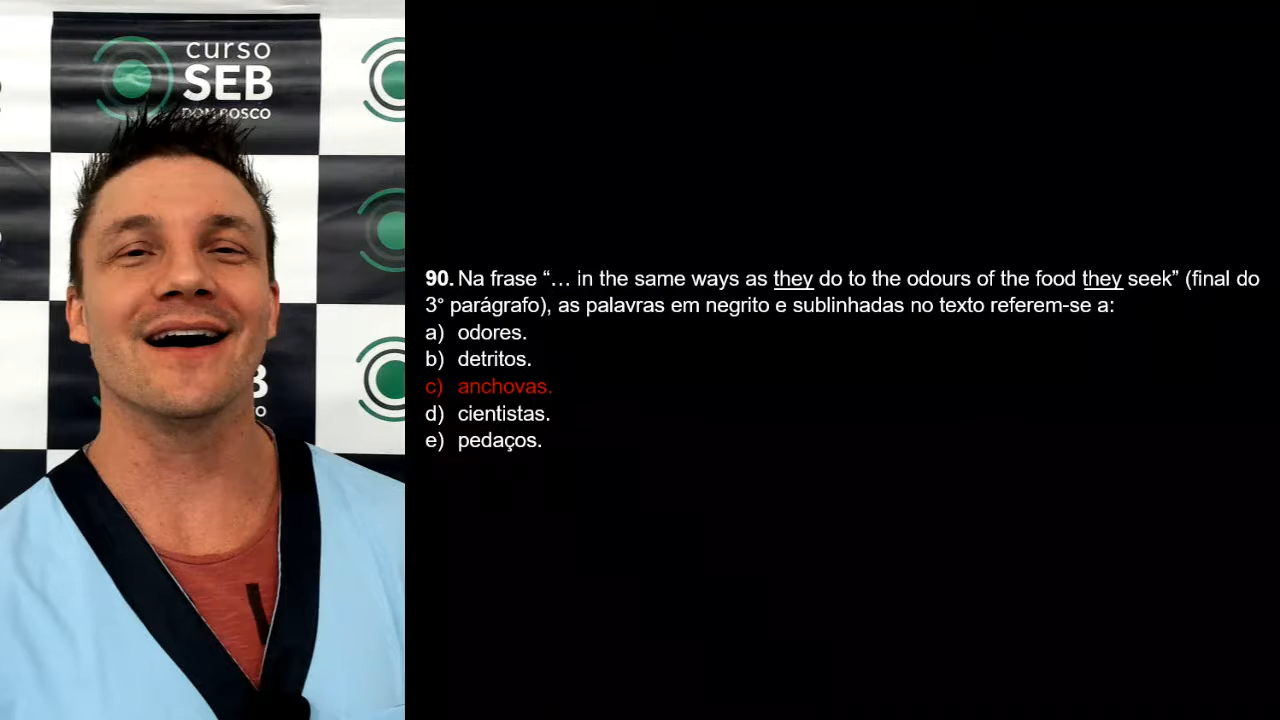 curso
SEB
DOM BOSCO
90. Na frase “… in the same ways as they do to the odours of the food they seek” (final do
3° parágrafo), as palavras em negrito e sublinhadas no texto referem-se a:
a) odores.
b) detritos.
c) anchovas.
d) cientistas.
e) pedaços.